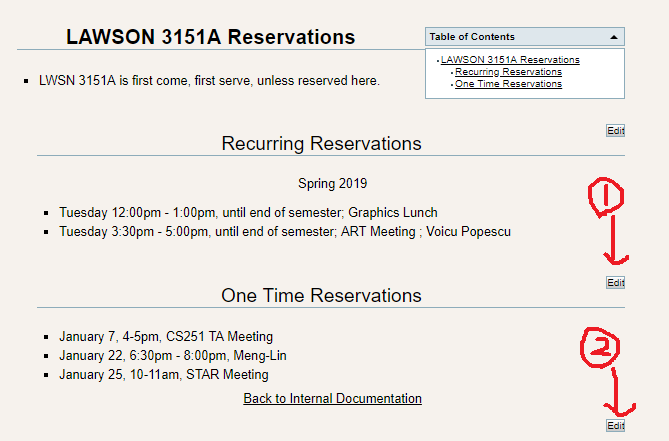 LAWSON 3151A Reservations
Table of Contents
LAWSON 3151A Reservations
Recurring Reservations
One Time Reservations
LWSN 3151A is first come, first serve, unless reserved here.
Edit
Recurring Reservations
Spring 2019
1
Tuesday 12:00pm - 1:00pm, until end of semester; Graphics Lunch
Tuesday 3:30pm - 5:00pm, until end of semester; ART Meeting ; Voicu Popescu
Edit
One Time Reservations
January 7, 4-5pm, CS251 TA Meeting
2
January 22, 6:30pm - 8:00pm, Meng-Lin
January 25, 10-11am, STAR Meeting
Back to Internal Documentation
Edit